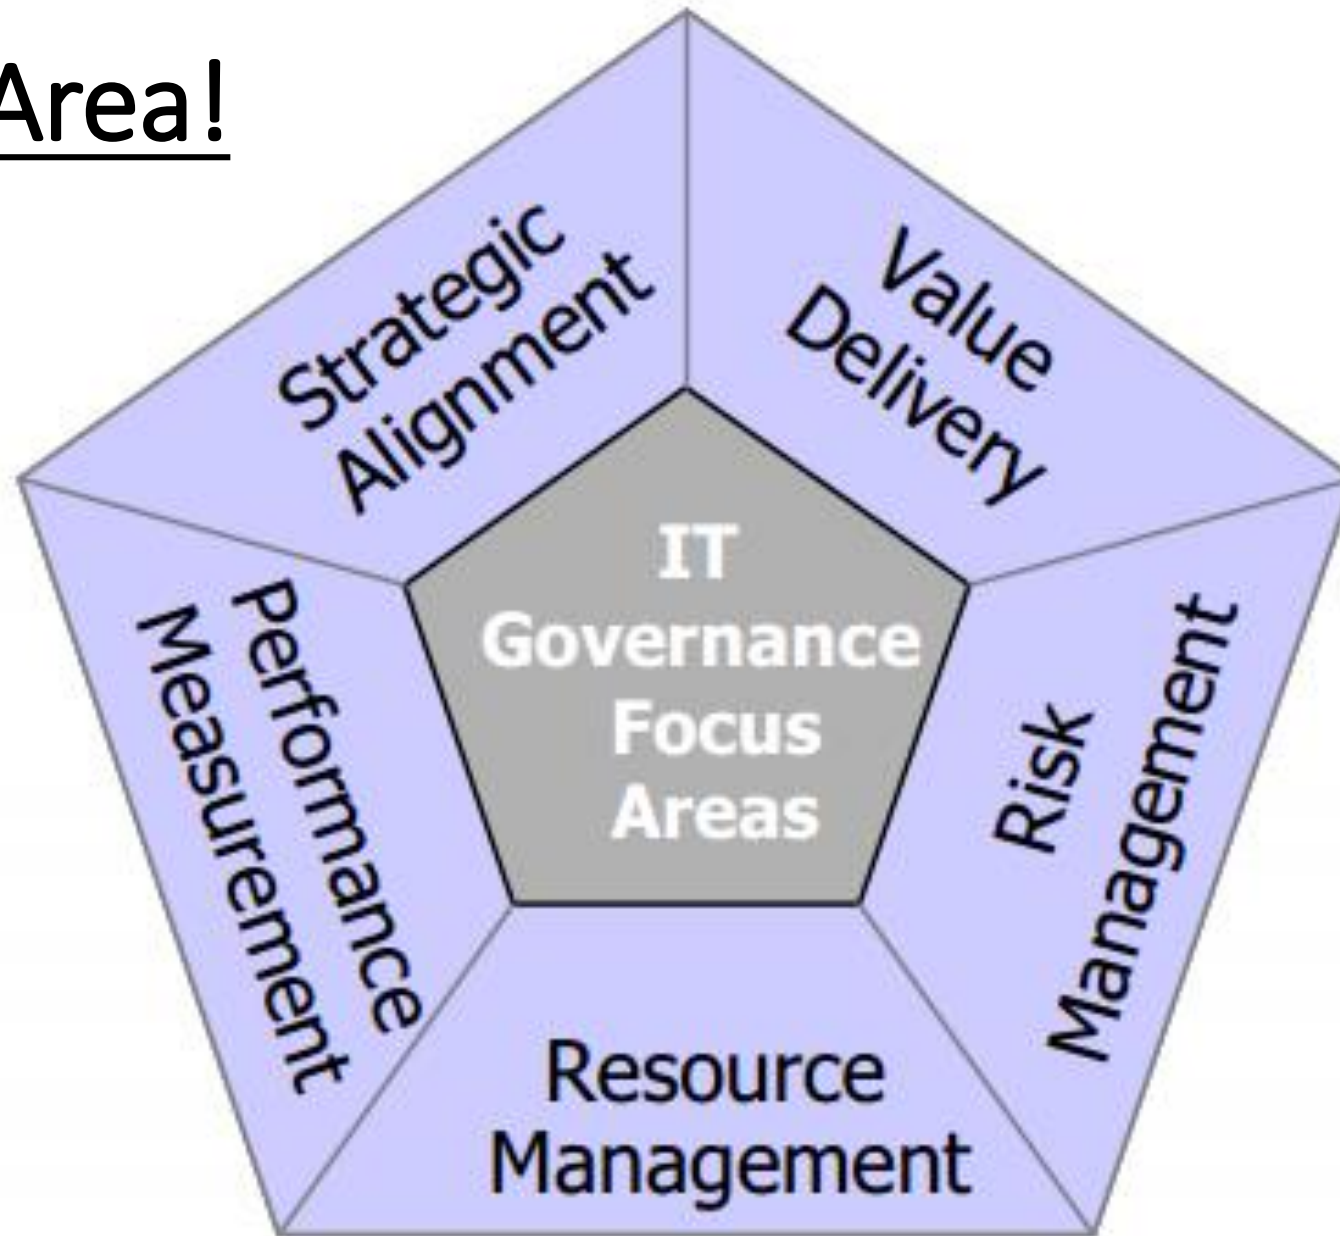 Area!
Strategic
Alignment
Value
Delivery
IT
Governance
Focus
Areas
Performance
Measurement
Risk
Management
Resource
Management